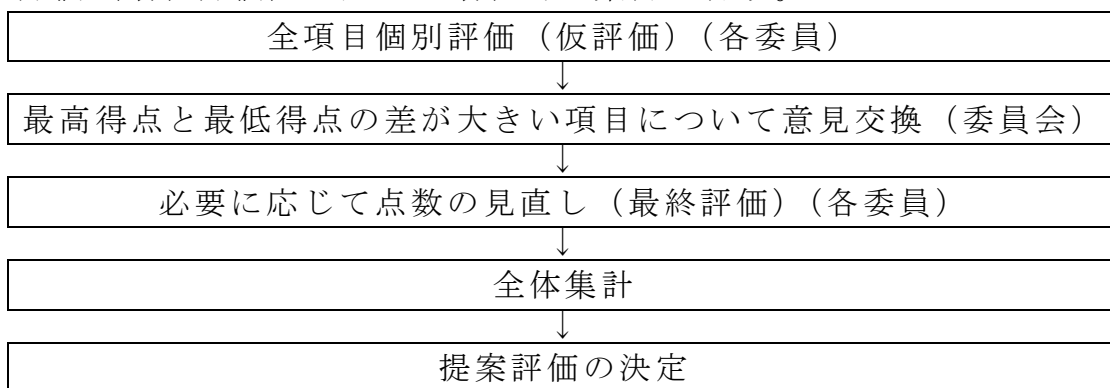 全項目個別評価（仮評価）（各委員）
↓
最高得点と最低得点の差が大きい項目について意見交換（委員会）
↓
必要に応じて点数の見直し（最終評価）（各委員）
↓
全体集計
↓
提案評価の決定